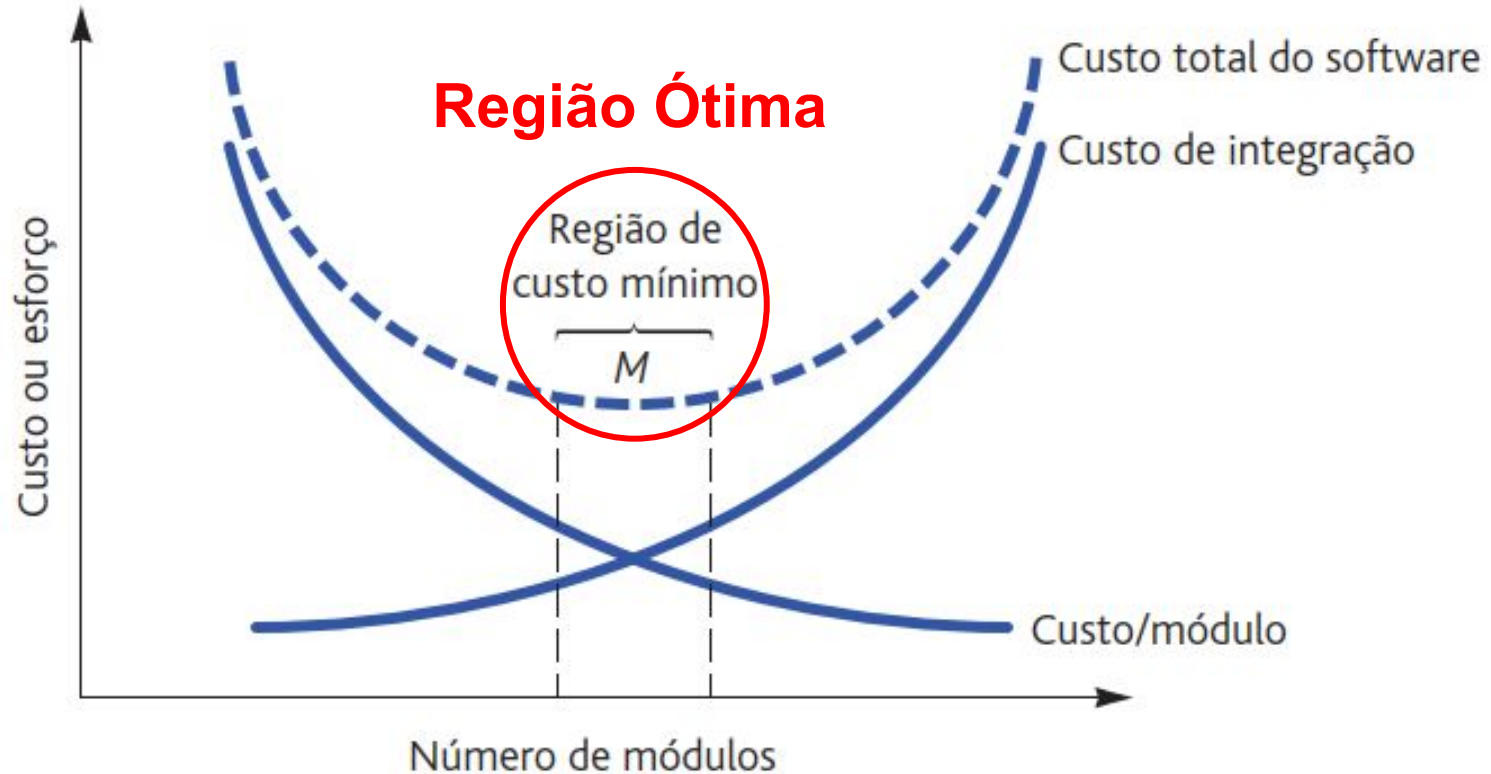 Custo total do software
Região Ótima
Custo de integração
Região de
custo mínimo
M
Custo ou esforço
Custo/módulo
Número de módulos